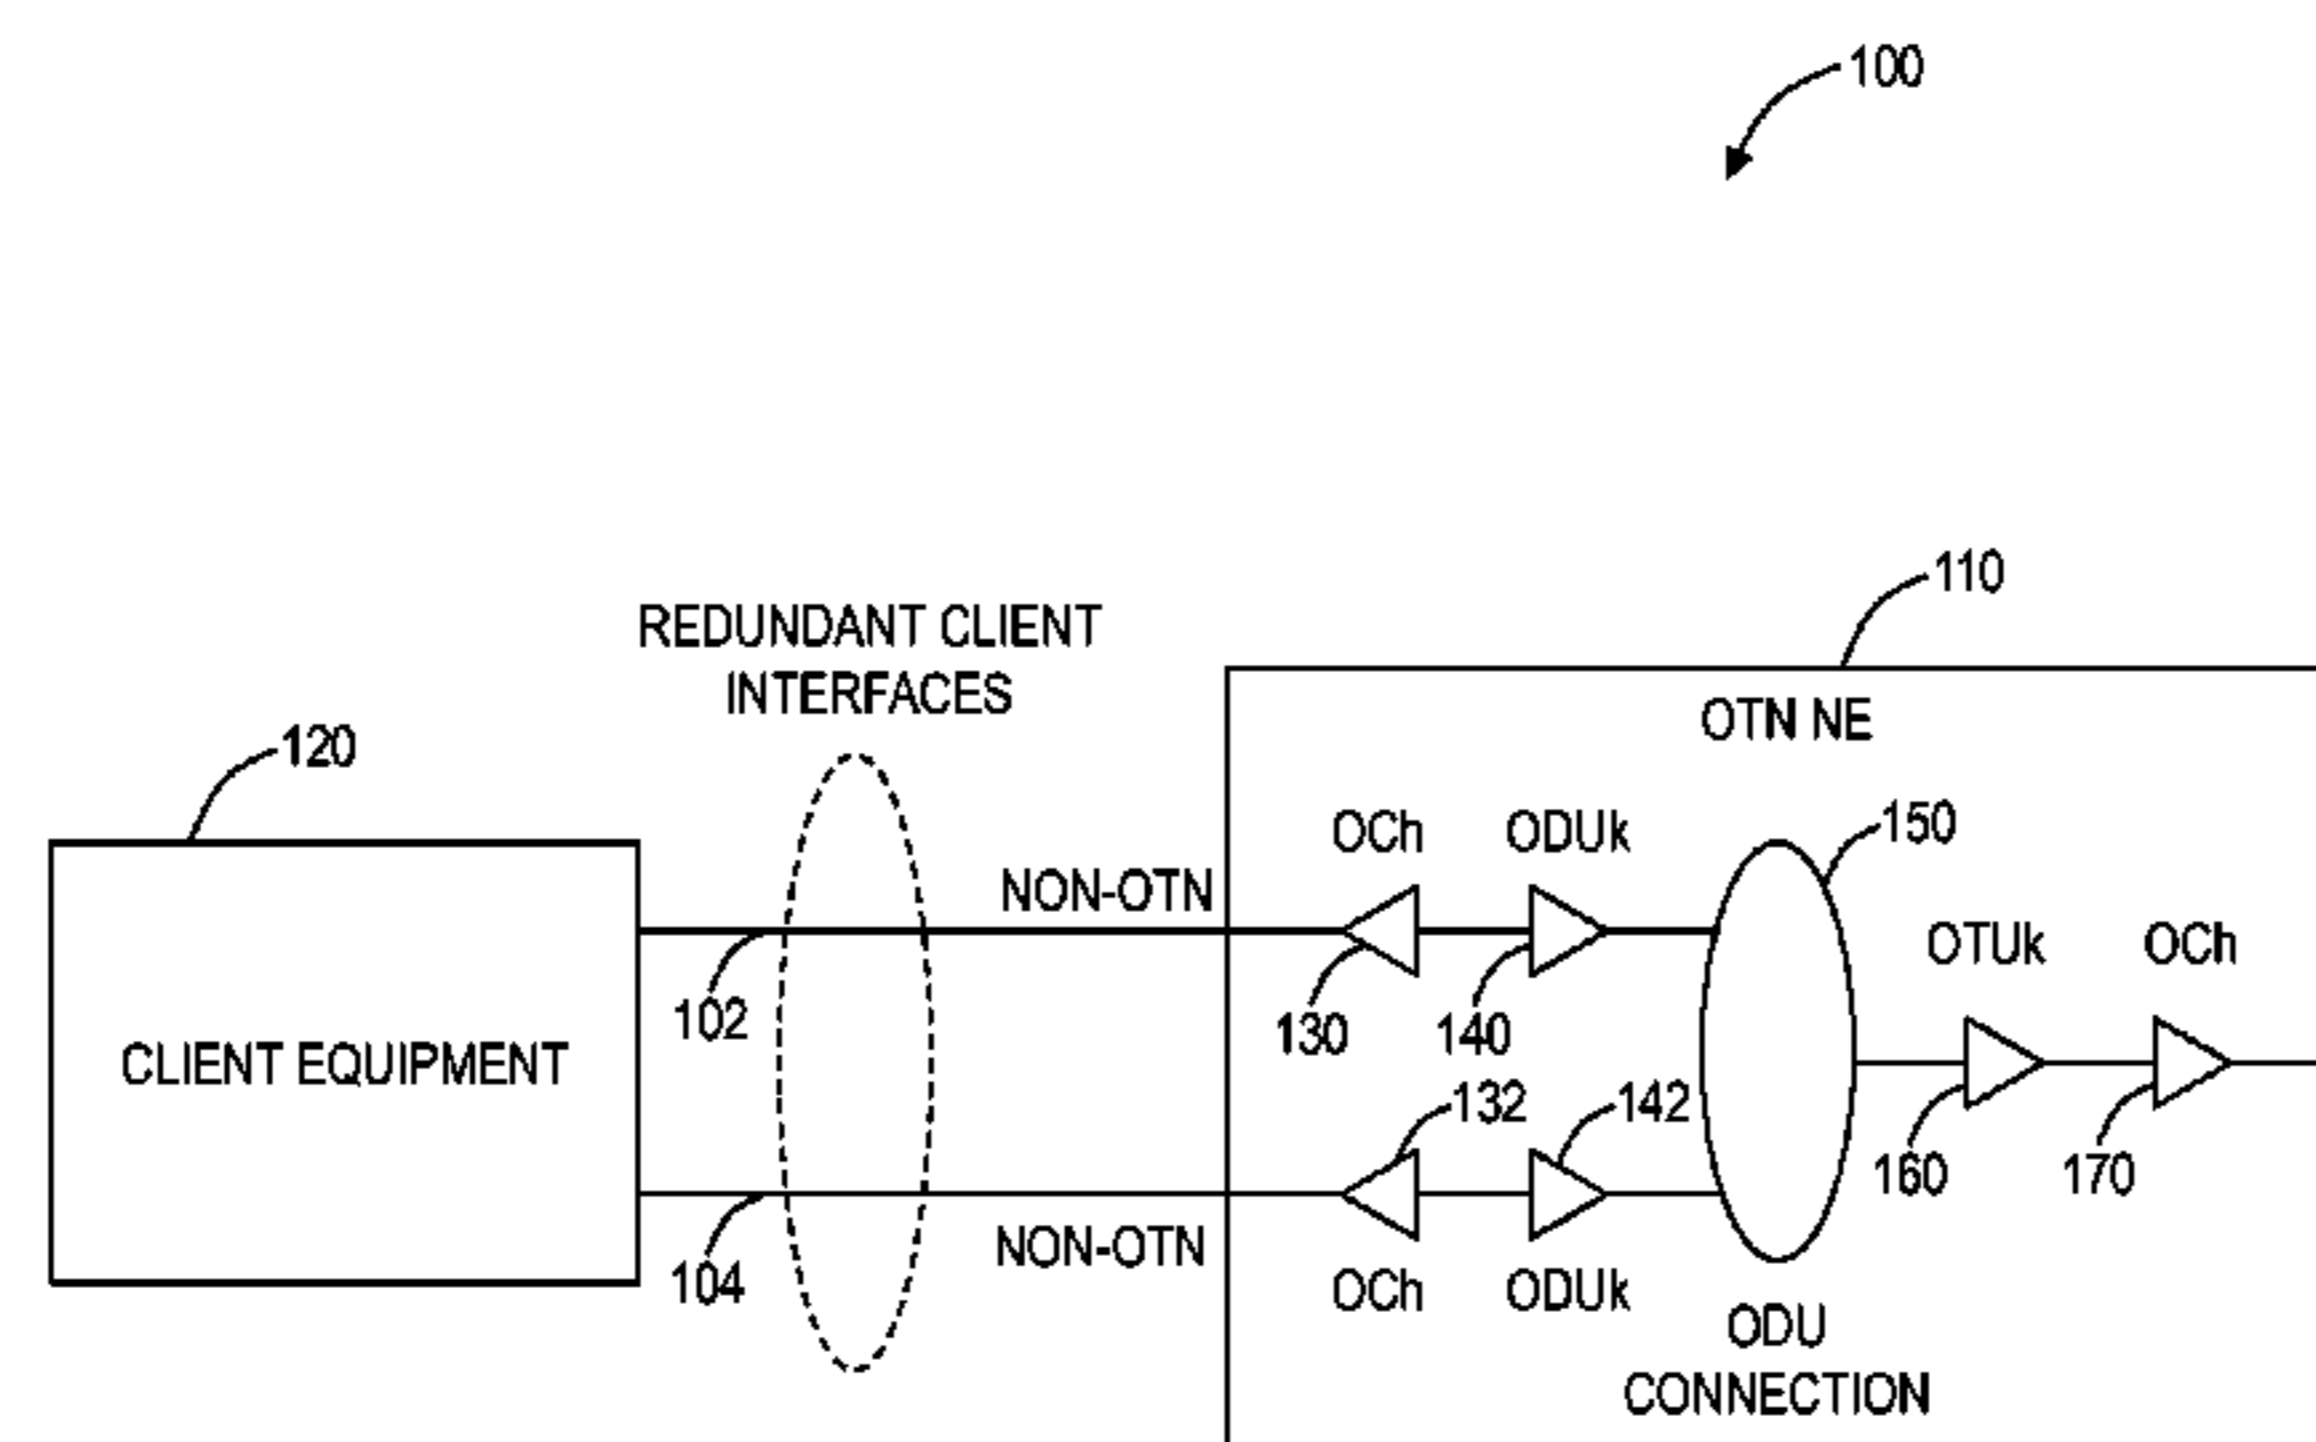 100
110
REDUNDANT CLIENT
INTERFACES
OTN NE
120
150
OCh
ODUk
NON-OTN
OTUk
OCh
102
130
140
CLIENT EQUIPMENT
132
142
160
170
NON-OTN
104
OCh
ODUk
ODU
CONNECTION